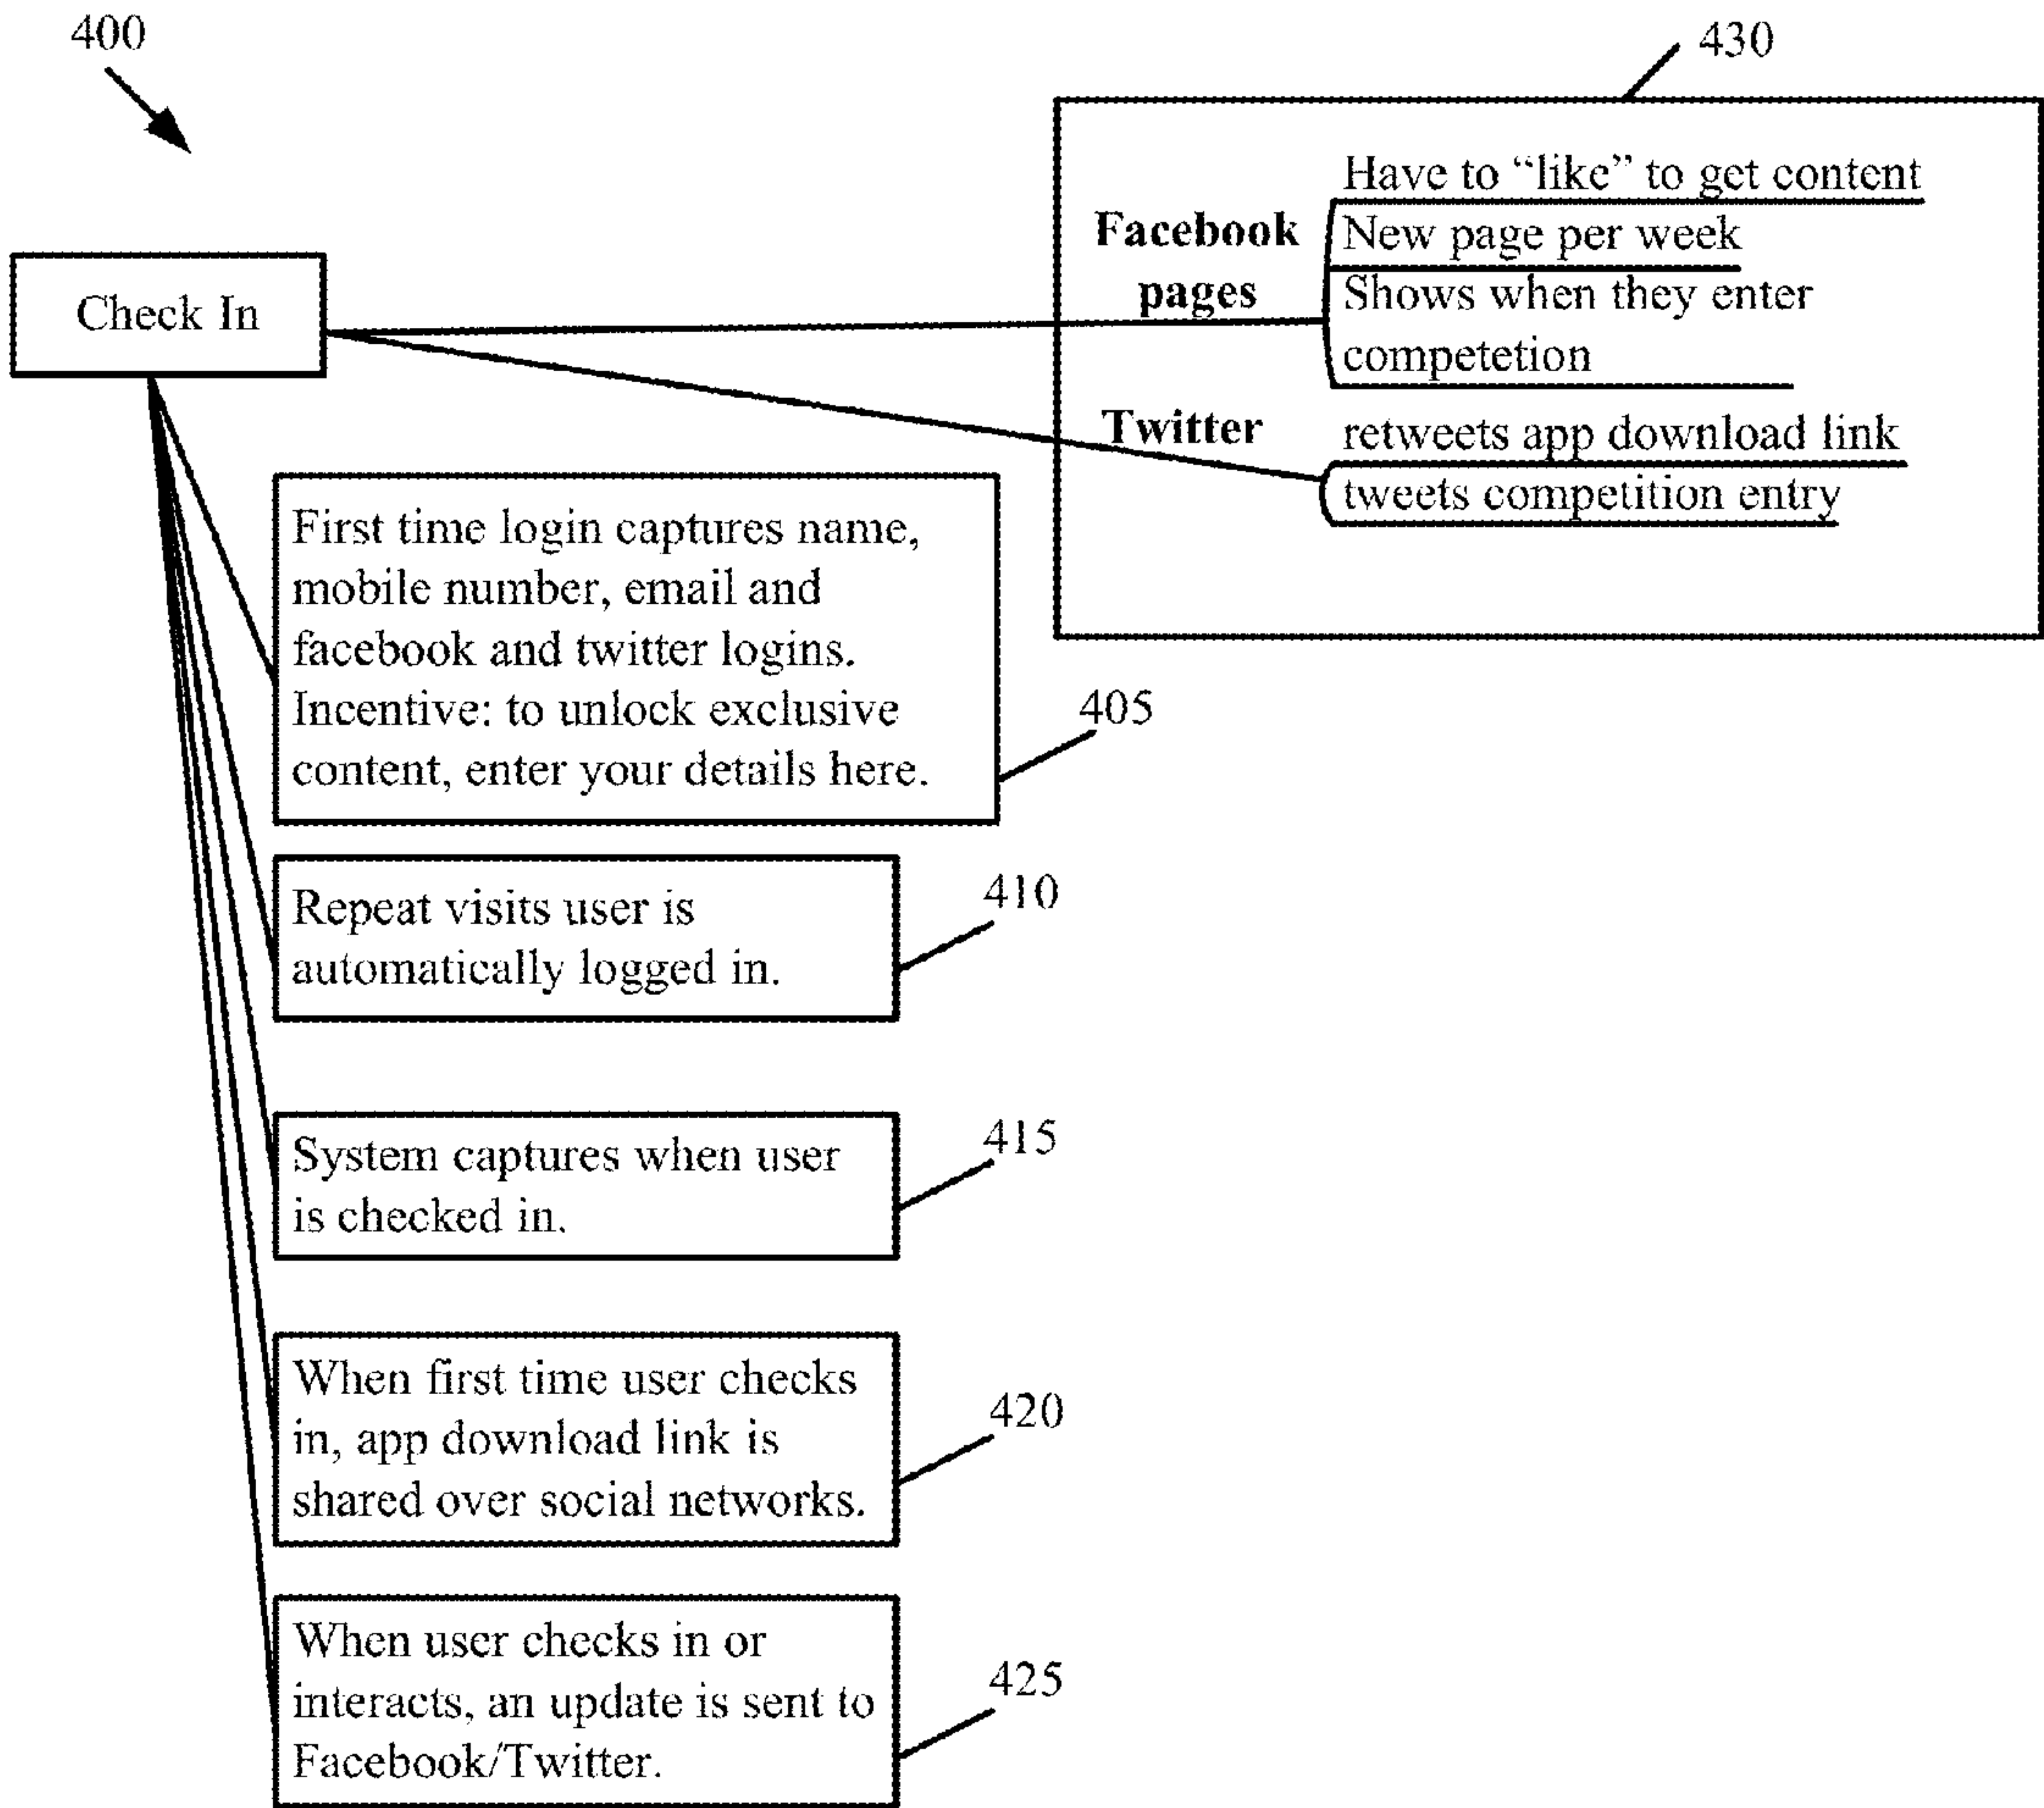 400
430
Have to “like” to get content
Facebook
pages
New page per week
Shows when they enter
competetion
Check In
Twitter
retweets app download link
tweets competition entry
First time login captures name,
mobile number, email and
facebook and twitter logins.
Incentive: to unlock exclusive
content, enter your details here.
405
Repeat visits user is
automatically logged in.
410
System captures when user
is checked in.
415
When first time user checks
in, app download link is
shared over social networks.
420
When user checks in or
interacts, an update is sent to
Facebook/Twitter.
425